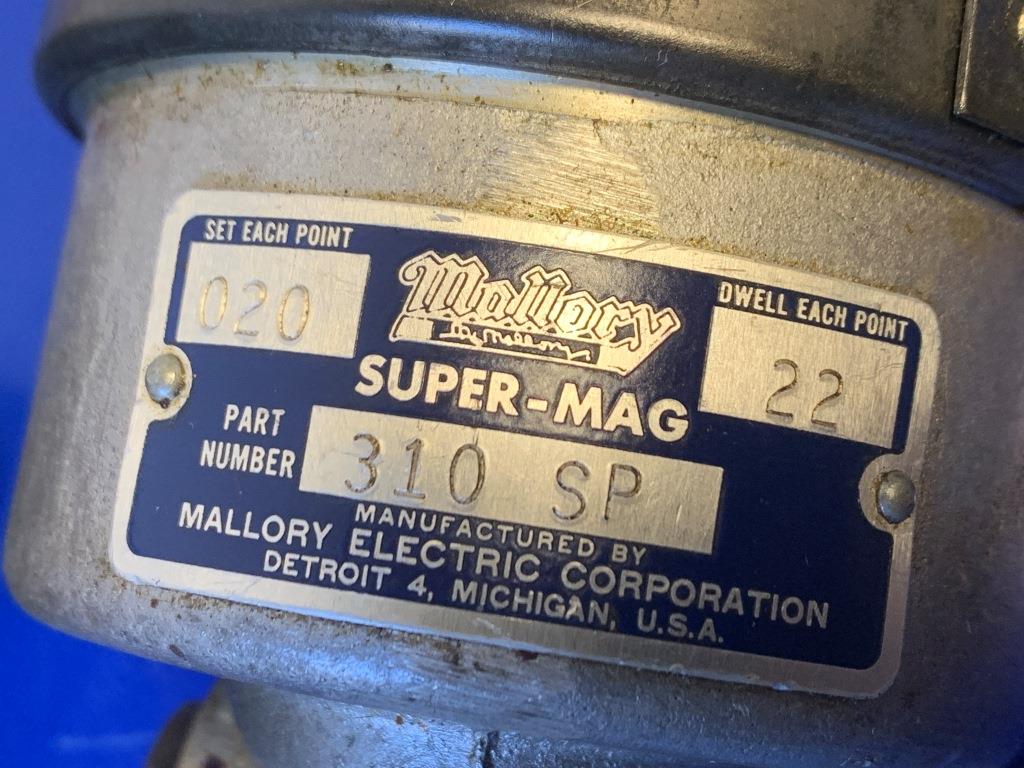 SET EACH POINT
020
Mallory
SUPER-MAG
DWELL EACH POINT
22
PART
NUMBER
310 SP
MANUFACTURED BY
MALLORY ELECTRIC CORPORATION
DETROIT 4, MICHIGAN, U.S.A.